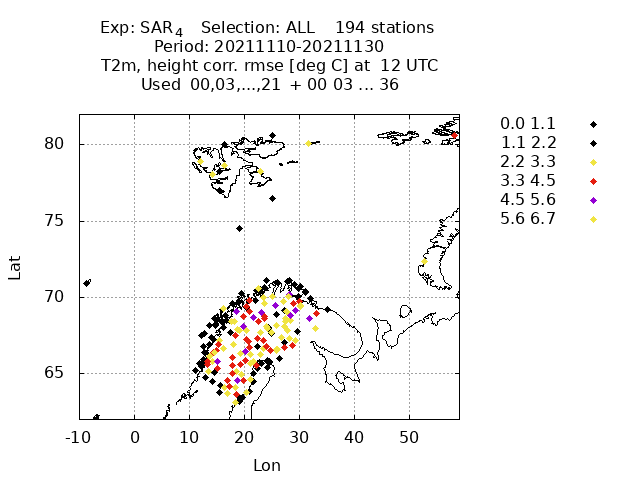 Exp: SAR4 Selection: ALL 194 stations
Period: 20211110-20211130
T2m, height corr. rmse [deg C] at 12 UTC
Used 00,03,...,21 + 00 03 ... 36
0.0 1.1
1.1 2.2
2.2 3.3
3.3 4.5
4.5 5.6
5.6 6.7
80
75
70
65
Lat
-10 0 10 20 30 40 50
Lon